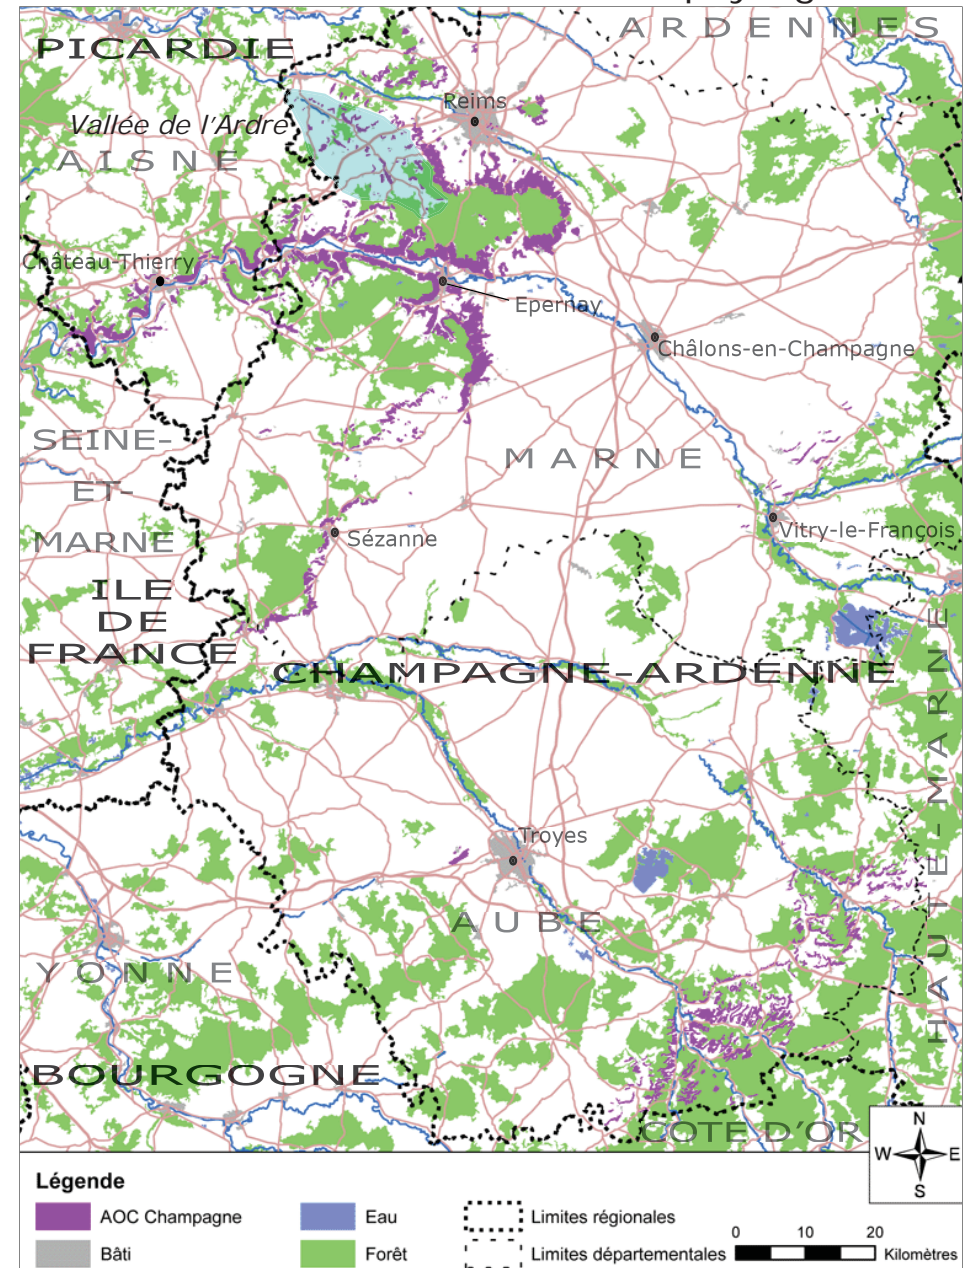 ARDENNES
PICARDIE
Reims
Vallée de l'Ardre
AISNE
Château-Thierry
Epernay
Châlons-en-Champagne
SEINE-
ET-
MARNE
MARNE
Vitry-le-François
Sézanne
ILE
DE
FRANCE
CHAMPAGNE-ARDENNE
HAUTE-MARNE
Troyes
AUBE
YONNE
BOURGOGNE
COTE D'OR
N
W E
S
Légende
AOC Champagne
Eau
Limites régionales
0 10 20
Bâti
Forêt
Limites départementales
Kilomètres